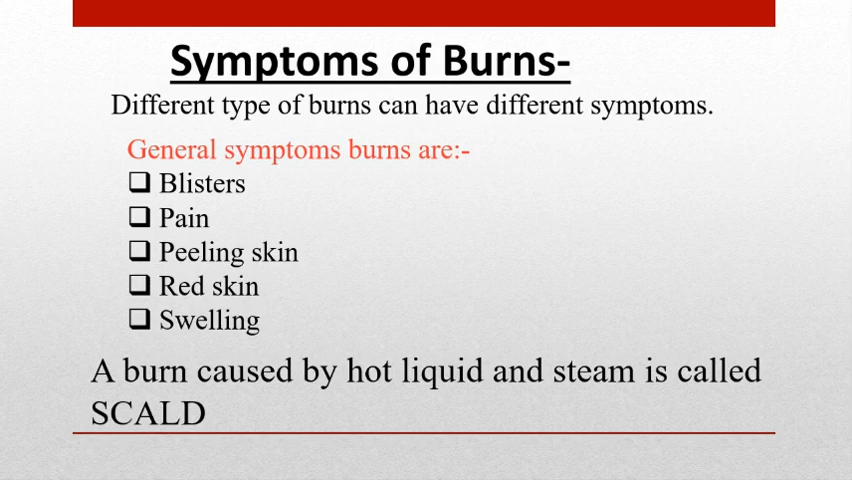 Symptoms of Burns-
Different type of burns can have different symptoms.
General symptoms burns are:-
❑ Blisters
❑ Pain
❑ Peeling skin
❑ Red skin
❑ Swelling
A burn caused by hot liquid and steam is called
SCALD